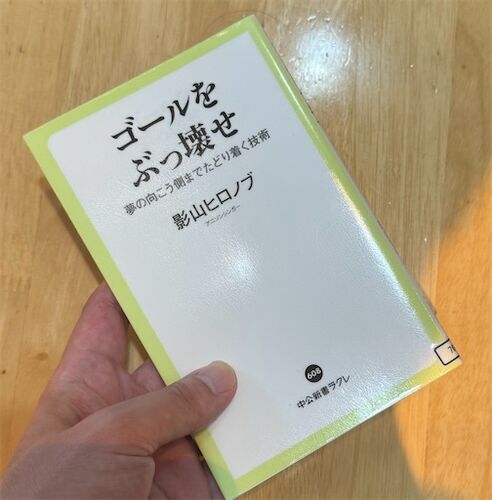 ゴールを
ぶっ壊せ
夢の向こう側までたどり着く技術
影山ヒロノブ
アニソンシンガー
608
中公新書ラクレ